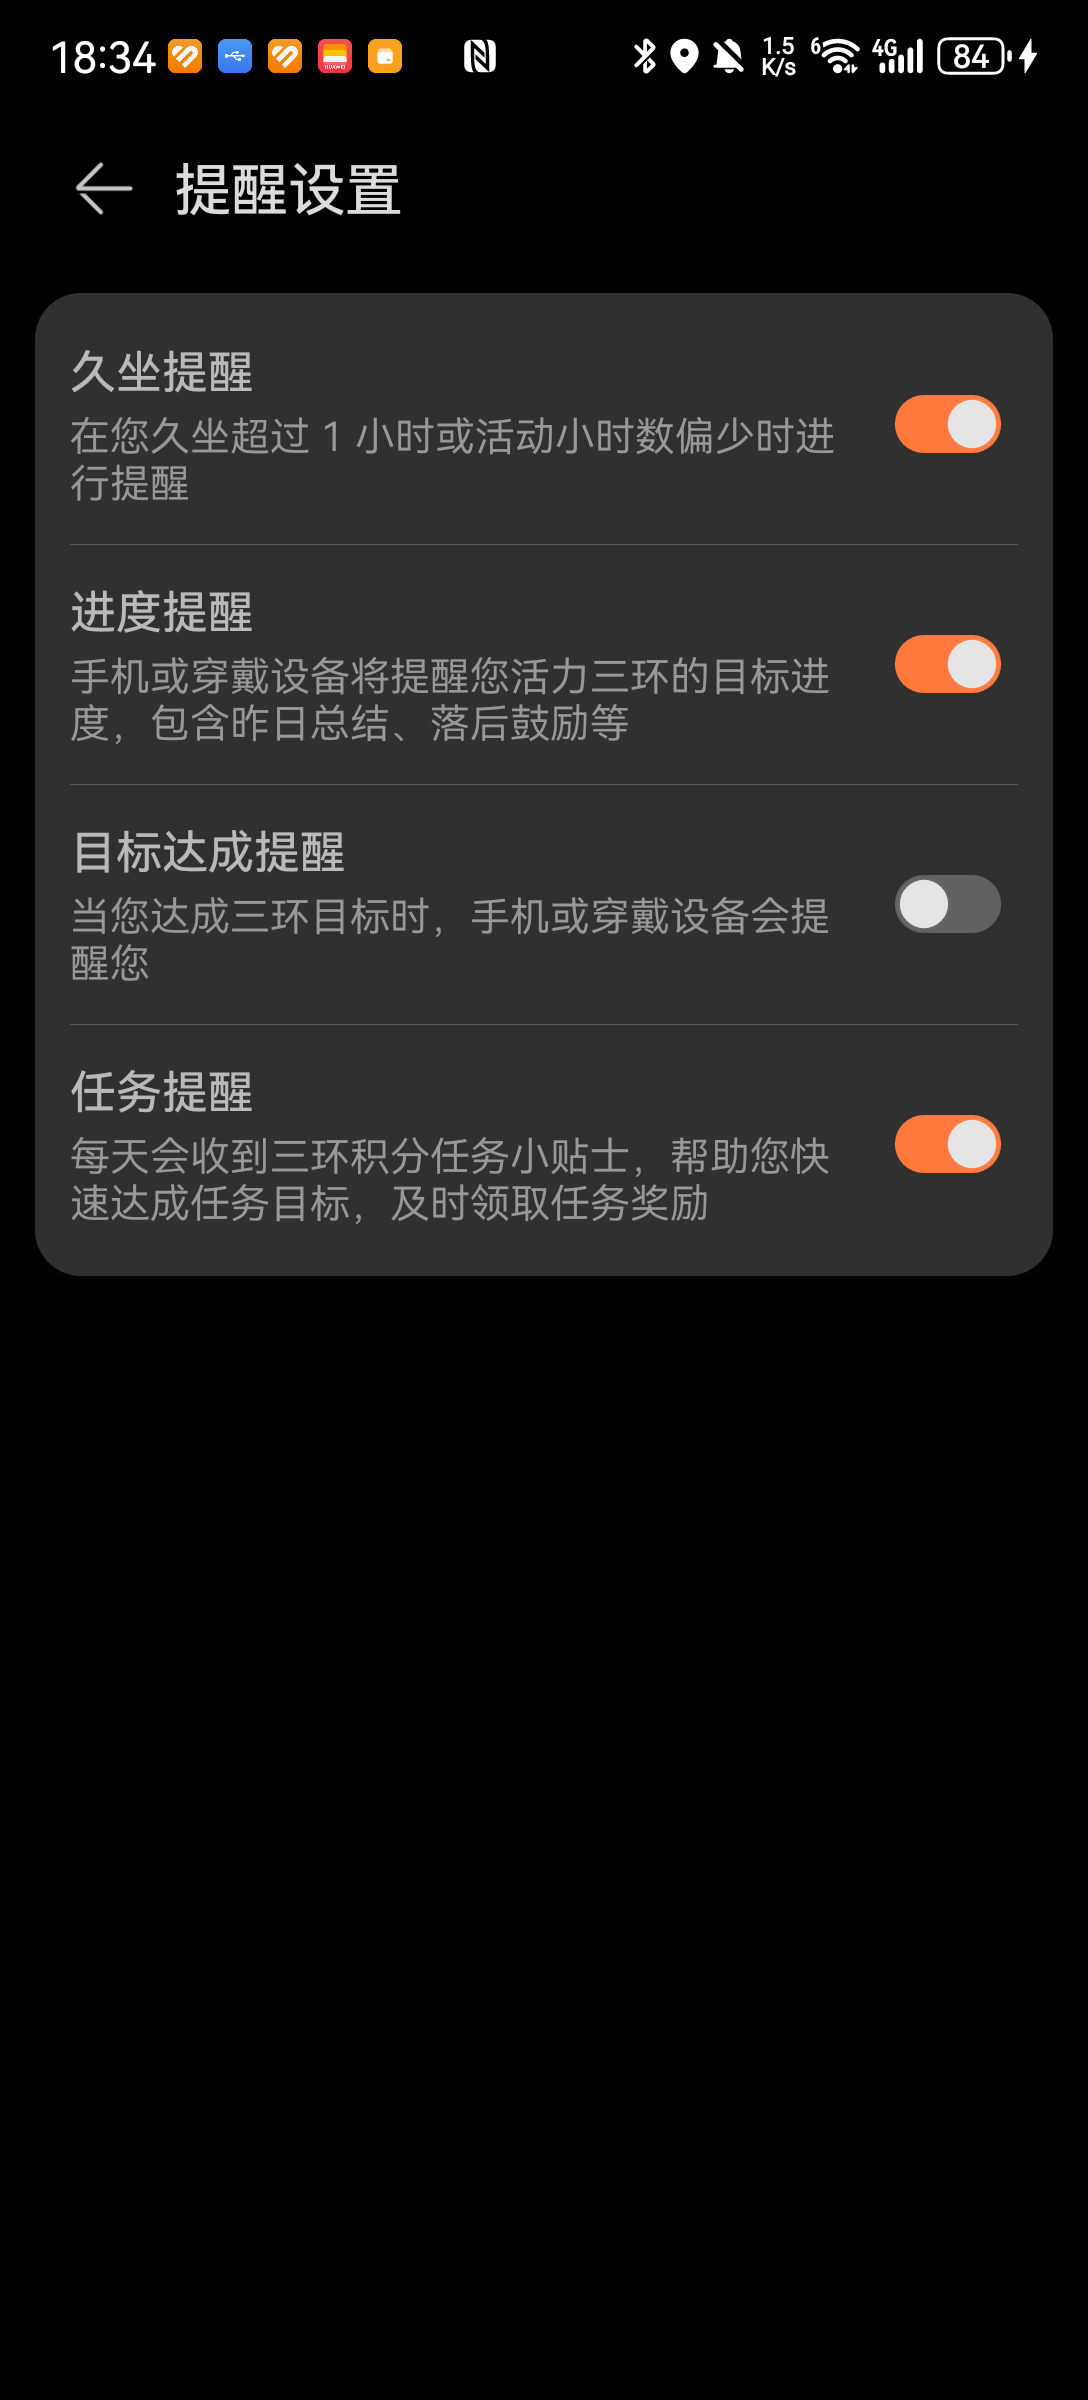 18:34
1.5
K/s
6
4G
84
提醒设置
久坐提醒
在您久坐超过 1 小时或活动小时数偏少时进
行提醒
进度提醒
手机或穿戴设备将提醒您活力三环的目标进
度，包含昨日总结、落后鼓励等
目标达成提醒
当您达成三环目标时，手机或穿戴设备会提
醒您
任务提醒
每天会收到三环积分任务小贴士，帮助您快
速达成任务目标，及时领取任务奖励